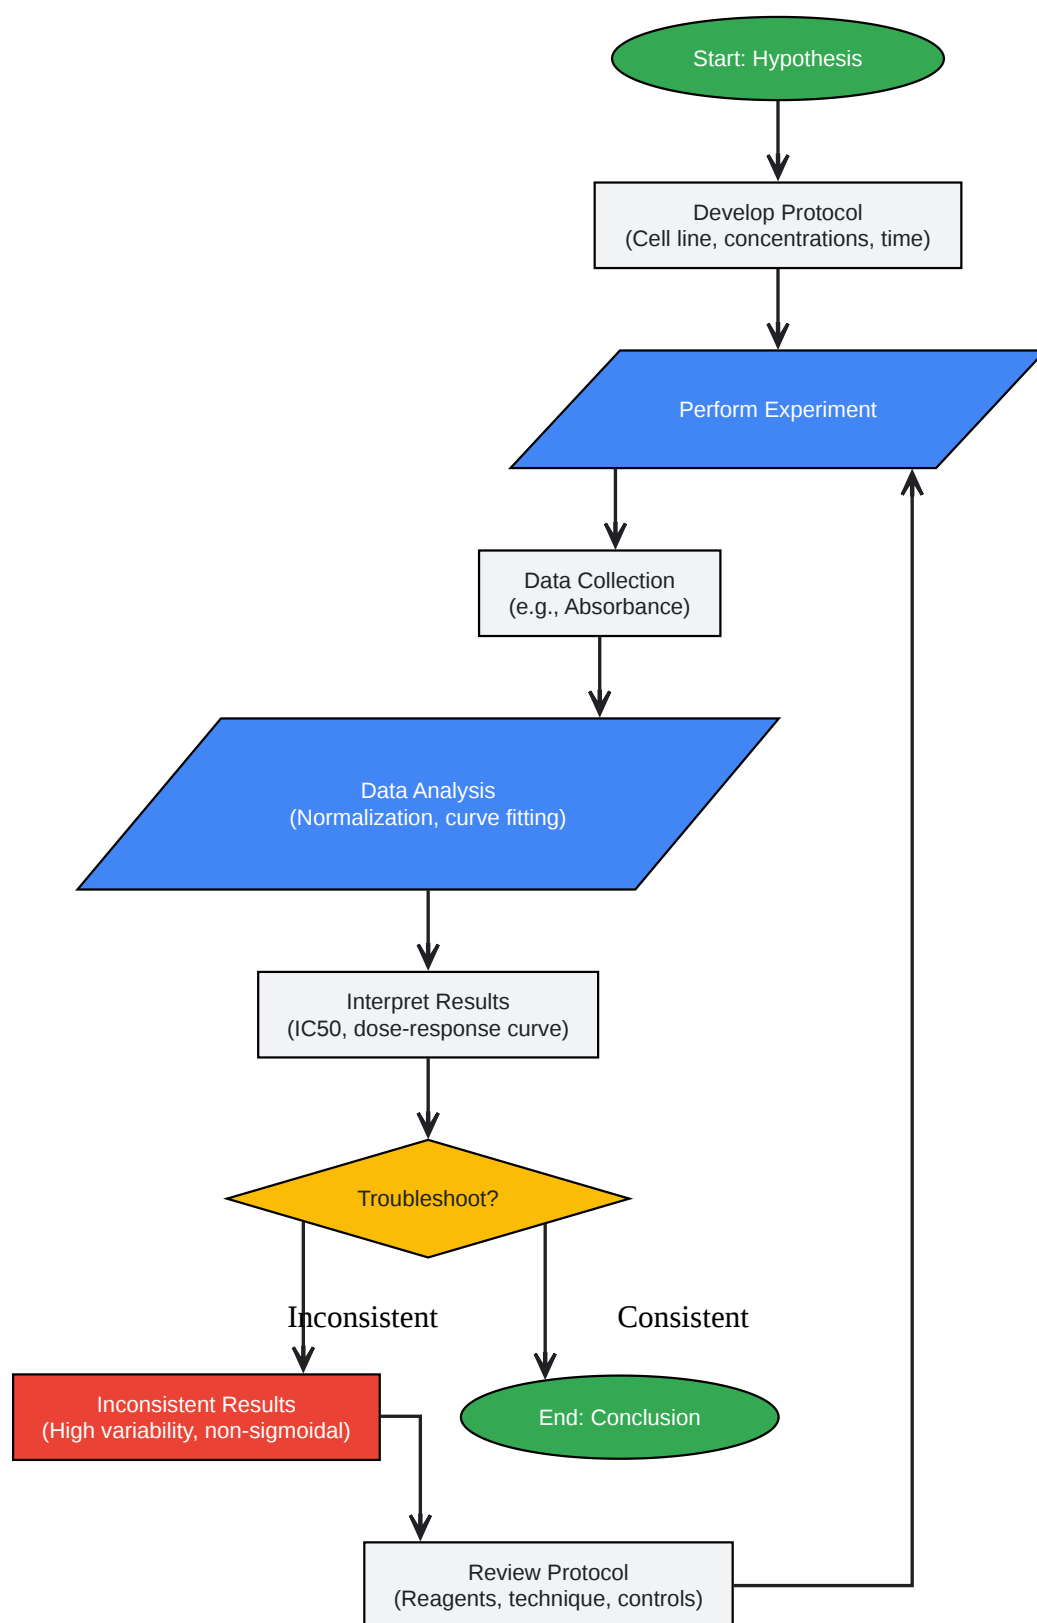 Start: Hypothesis
Develop Protocol
(Cell line, concentrations, time)
Perform Experiment
Data Collection
(e.g., Absorbance)
Data Analysis
(Normalization, curve fitting)
Interpret Results
(IC50, dose-response curve)
Troubleshoot?
Inconsistent
Consistent
Inconsistent Results
(High variability, non-sigmoidal)
End: Conclusion
Review Protocol
(Reagents, technique, controls)